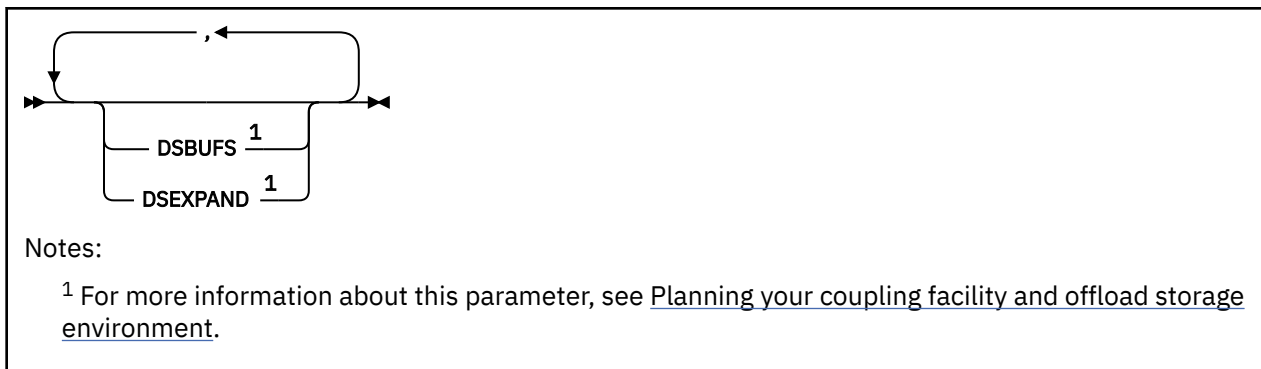 ,
DSBUFS 1
DSEXPAND 1
Notes:
1 For more information about this parameter, see Planning your coupling facility and offload storage
environment.